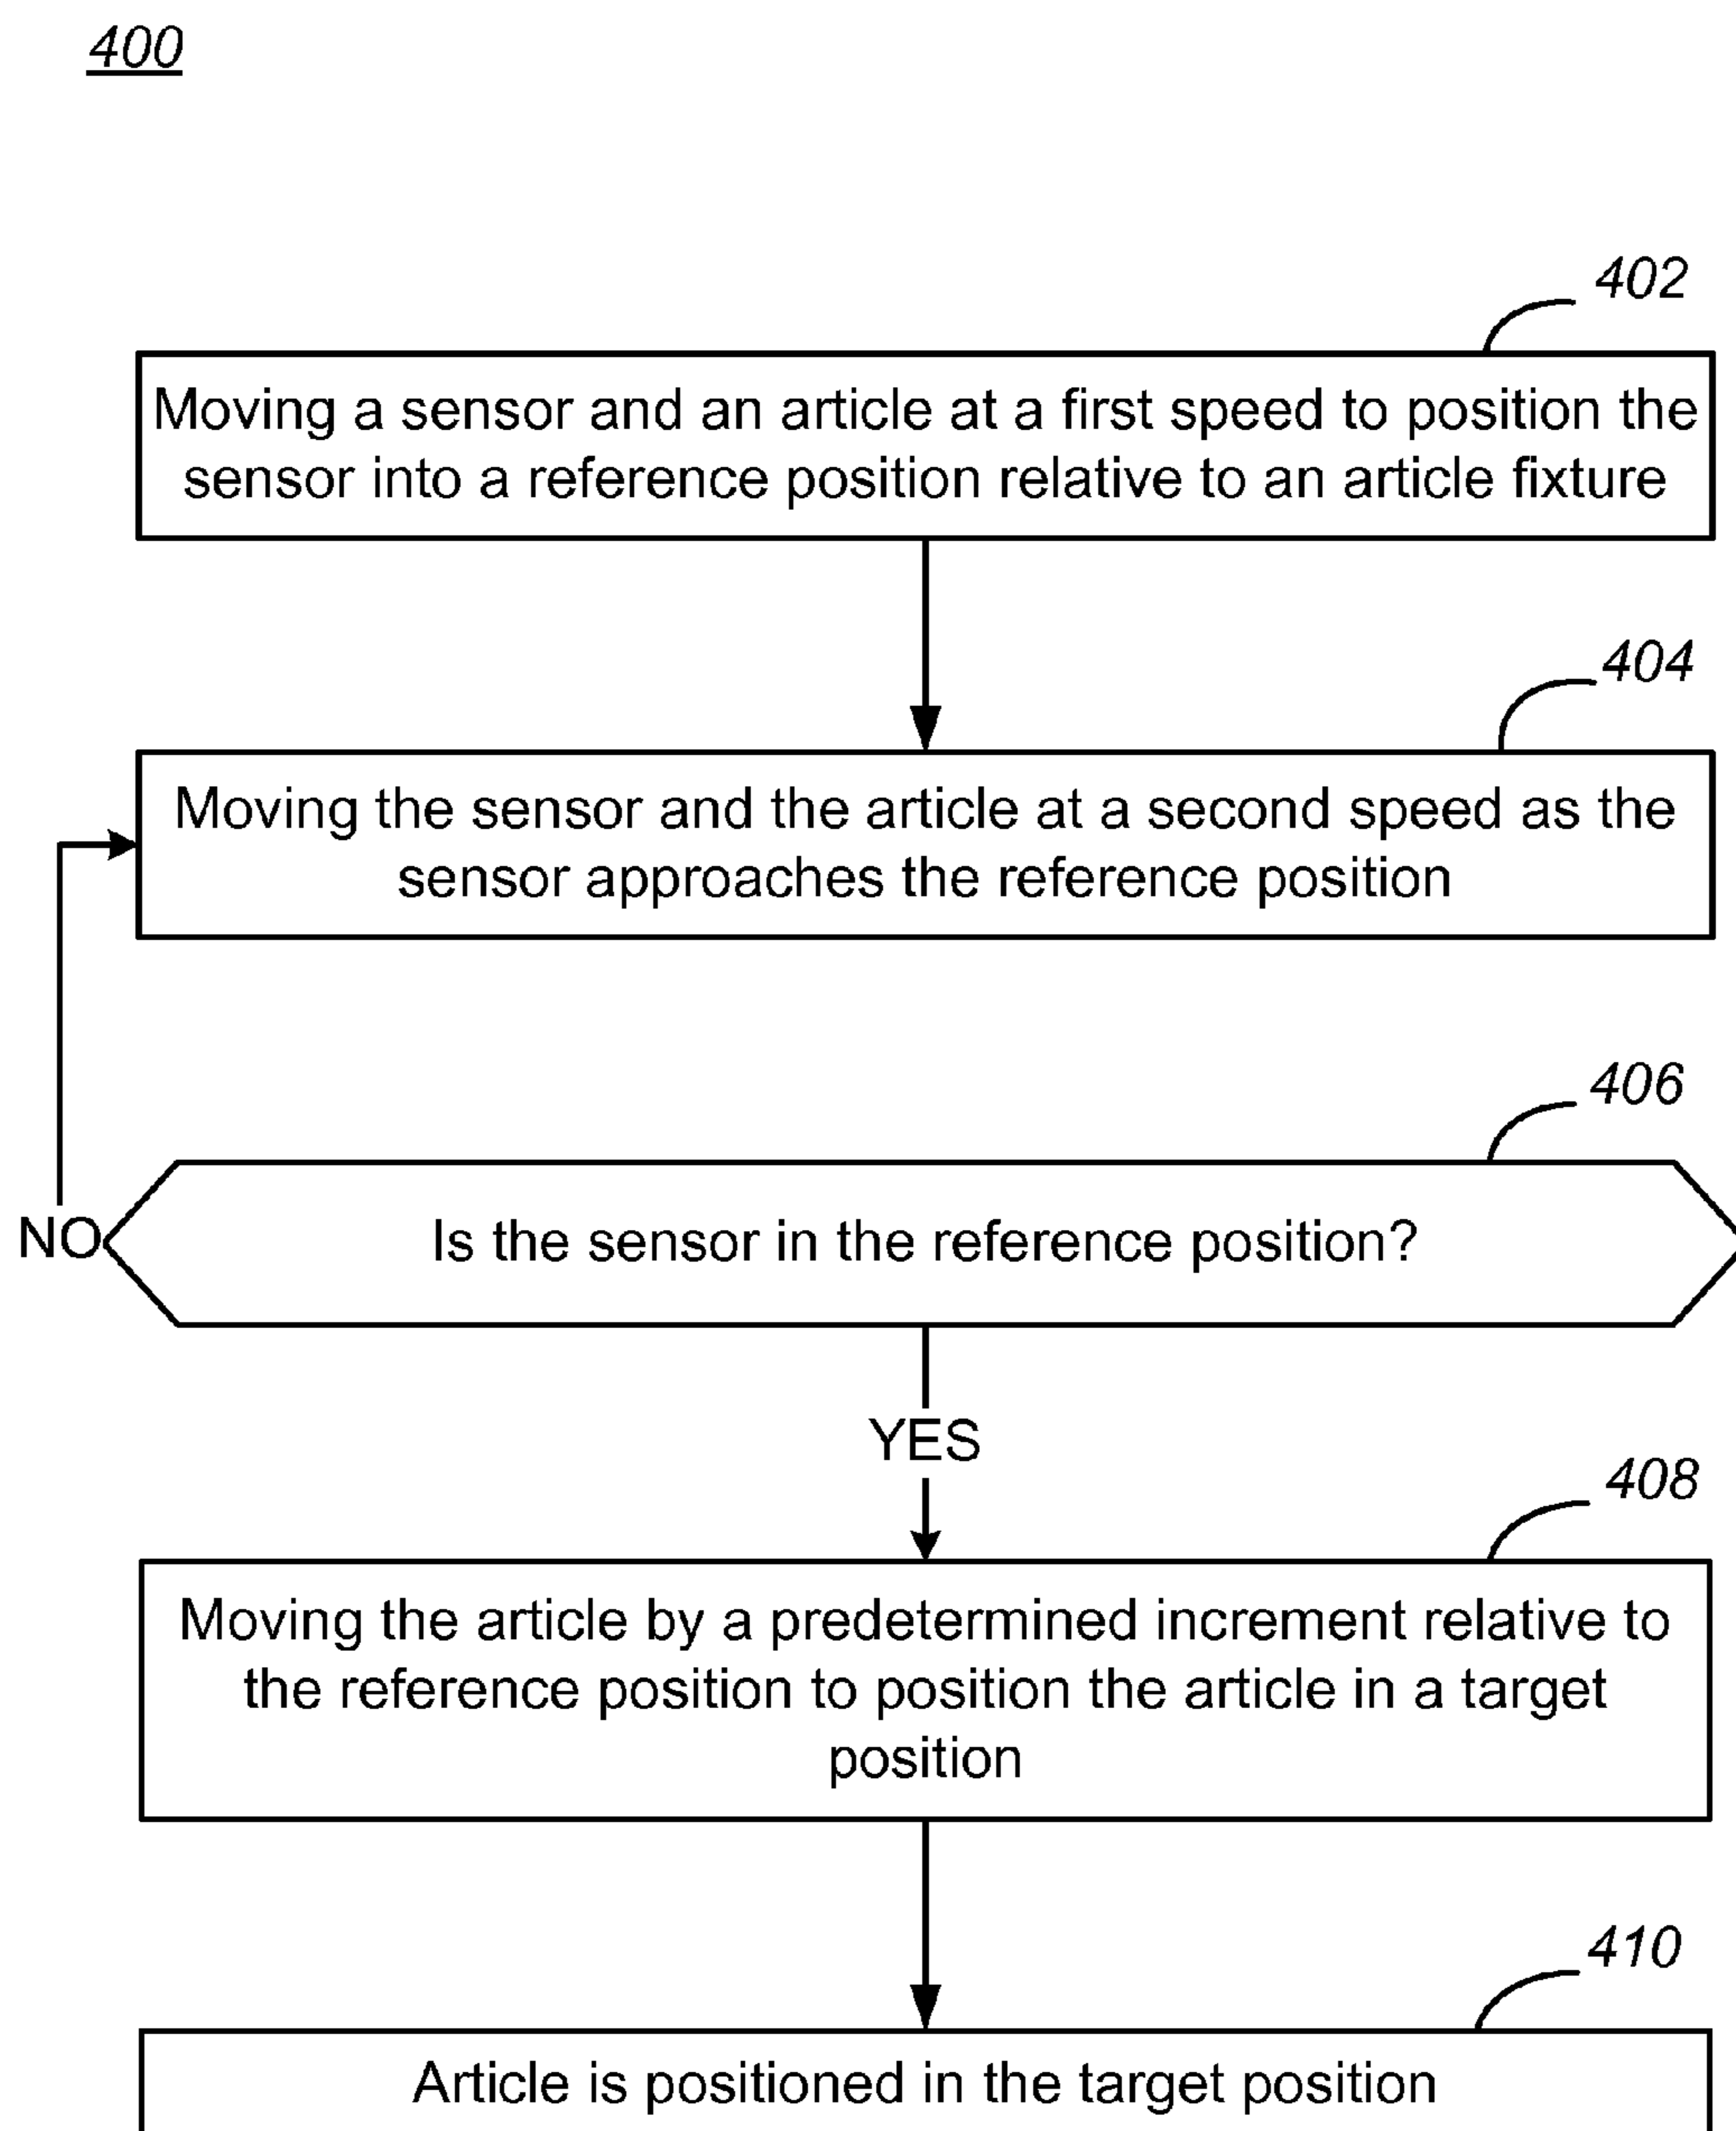 400
402
Moving a sensor and an article at a first speed to position the
sensor into a reference position relative to an article fixture
404
Moving the sensor and the article at a second speed as the
sensor approaches the reference position
406
NO
Is the sensor in the reference position?
YES
408
Moving the article by a predetermined increment relative to
the reference position to position the article in a target
position
410
Article is positioned in the target position